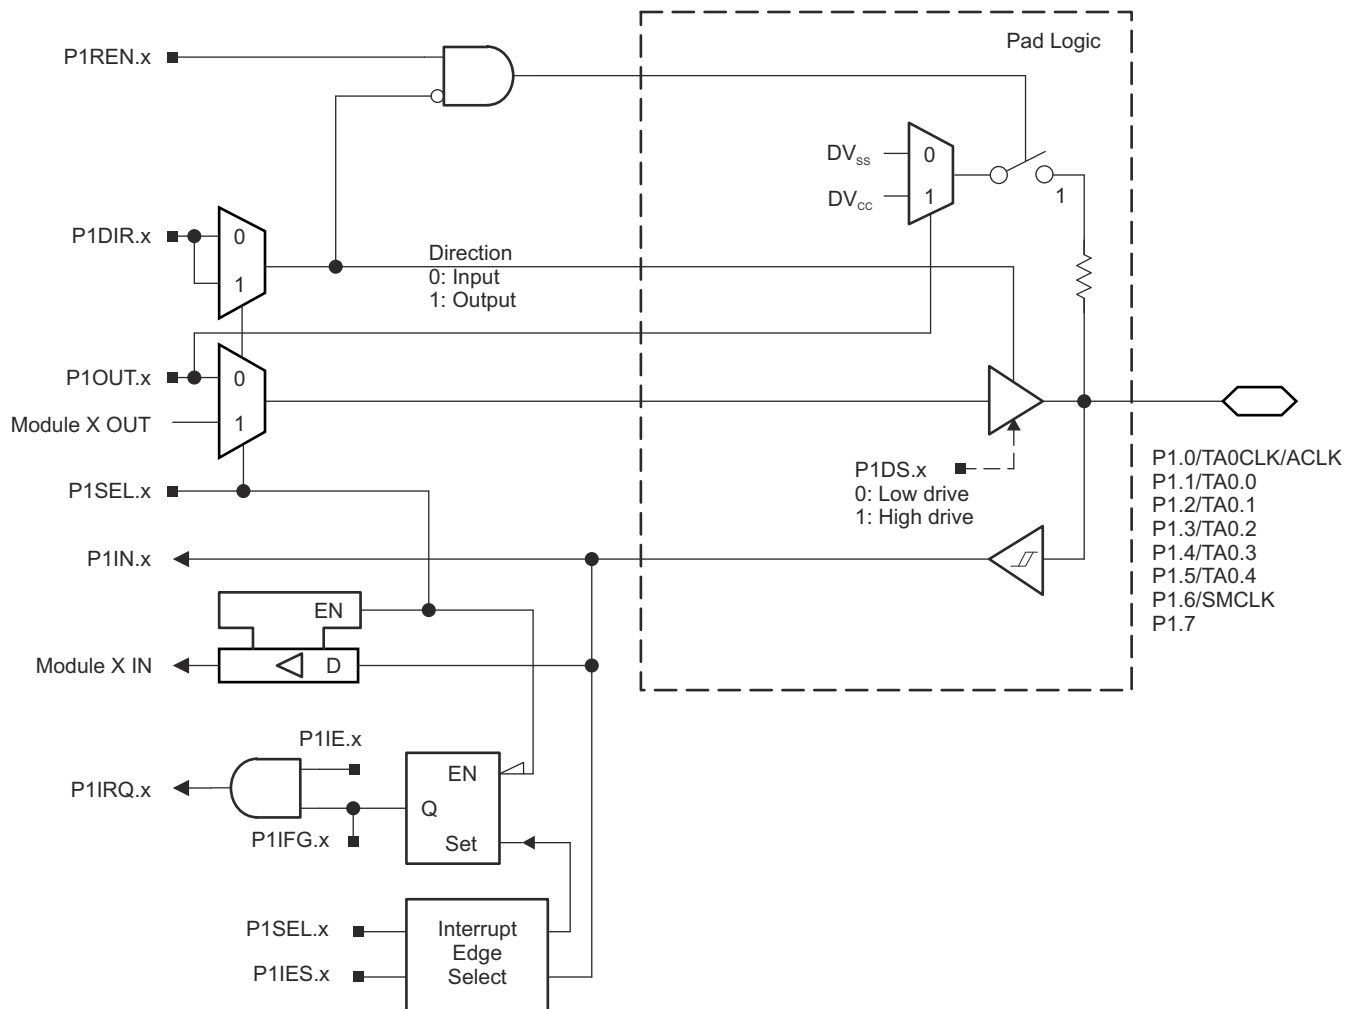 Pad Logic
P1REN.x
DVss
0
DVcc
1
1
P1DIR.x
0
1
Direction
0: Input
1: Output
P1OUT.x
0
Module X OUT
1
P1SEL.x
P1DS.x
0: Low drive
1: High drive
P1.0/TA0CLK/ACLK
P1.1/TA0.0
P1.2/TA0.1
P1.3/TA0.2
P1.4/TA0.3
P1.5/TA0.4
P1.6/SMCLK
P1.7
P1IN.x
EN
Module X IN
D
P1IE.x
P1IRQ.x
EN
Q
P1IFG.x
Set
P1SEL.x
P1IES.x
Interrupt
Edge
Select